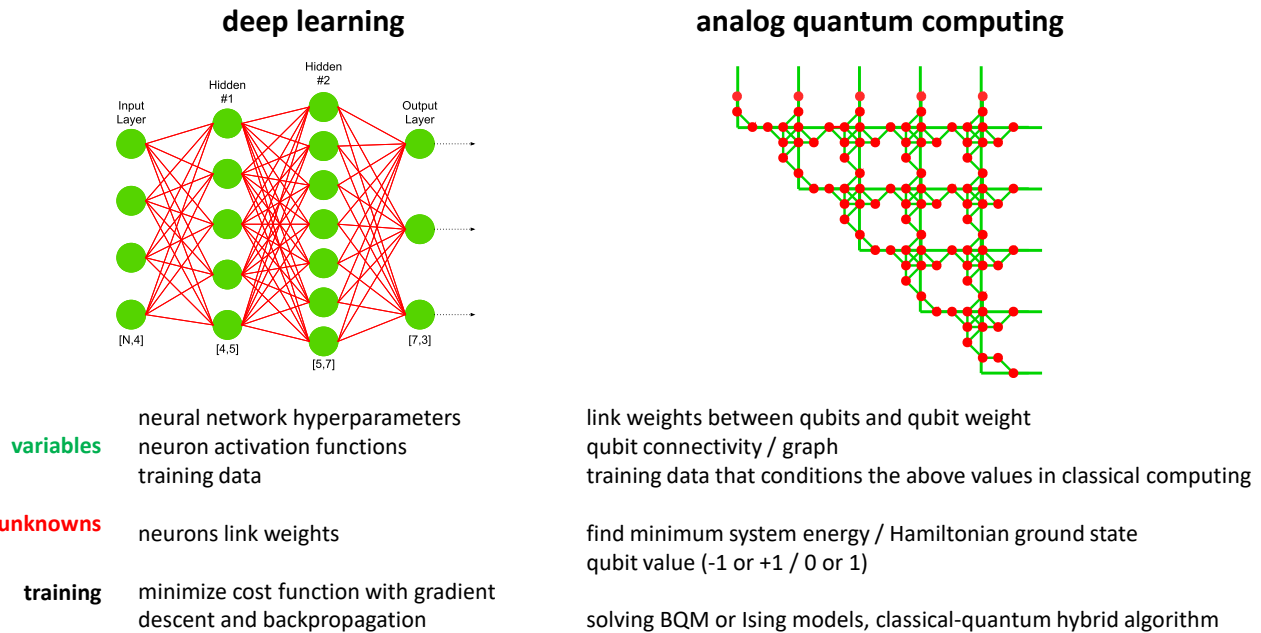 deep learning
analog quantum computing
Hidden
#2
Hidden
#1
Input
Layer
Output
Layer
[N,4]
[4,5]
[5,7]
[7,3]
variables
neural network hyperparameters
neuron activation functions
training data
link weights between qubits and qubit weight
qubit connectivity / graph
training data that conditions the above values in classical computing
unknowns
neurons link weights
find minimum system energy / Hamiltonian ground state
qubit value (-1 or +1 / 0 or 1)
training
minimize cost function with gradient
descent and backpropagation
solving BQM or Ising models, classical-quantum hybrid algorithm